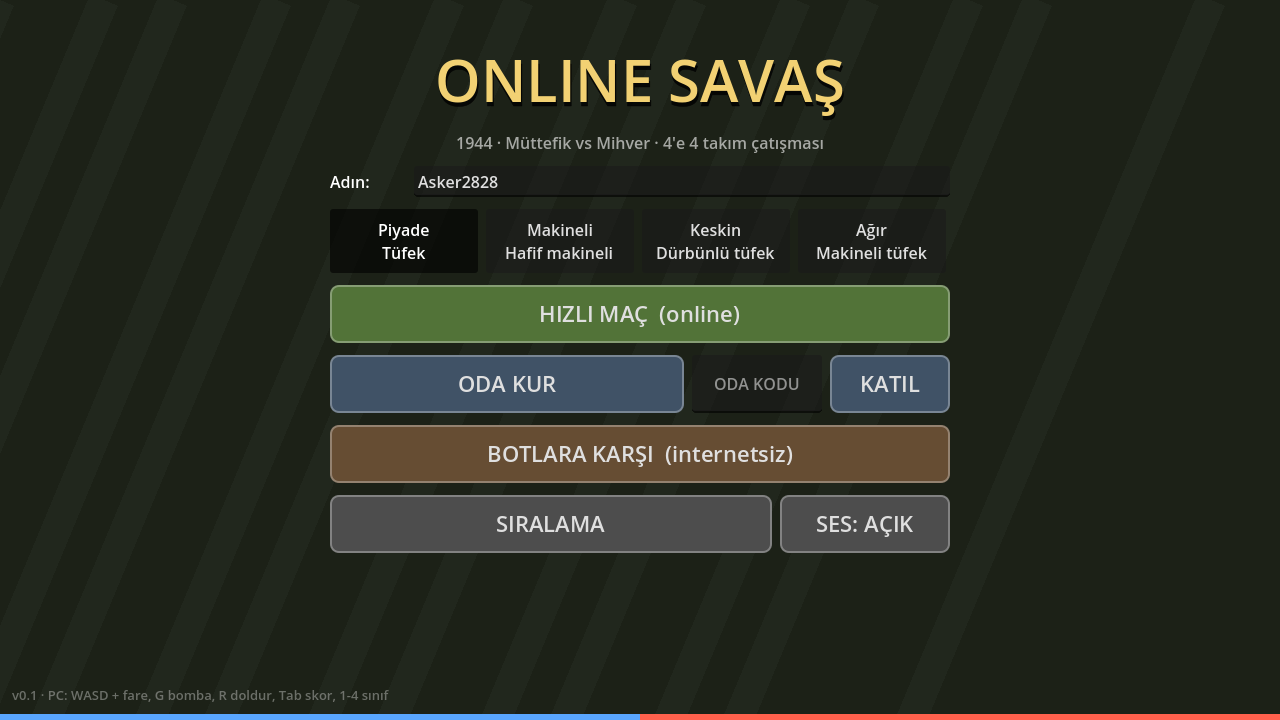 ONLINE SAVAŞ
1944 · Müttefik vs Mihver · 4'e 4 takım çatışması
Adın: Asker2828
Piyade
Tüfek
Makineli
Hafif makineli
Keskin
Dürbünlü tüfek
Ağır
Makineli tüfek
HIZLI MAÇ (online)
ODA KUR
ODA KODU
KATIL
BOTLARA KARŞI (internetsiz)
SIRALAMA
SES: AÇIK
v0.1 · PC: WASD + fare, G bomba, R doldur, Tab skor, 1-4 sınıf